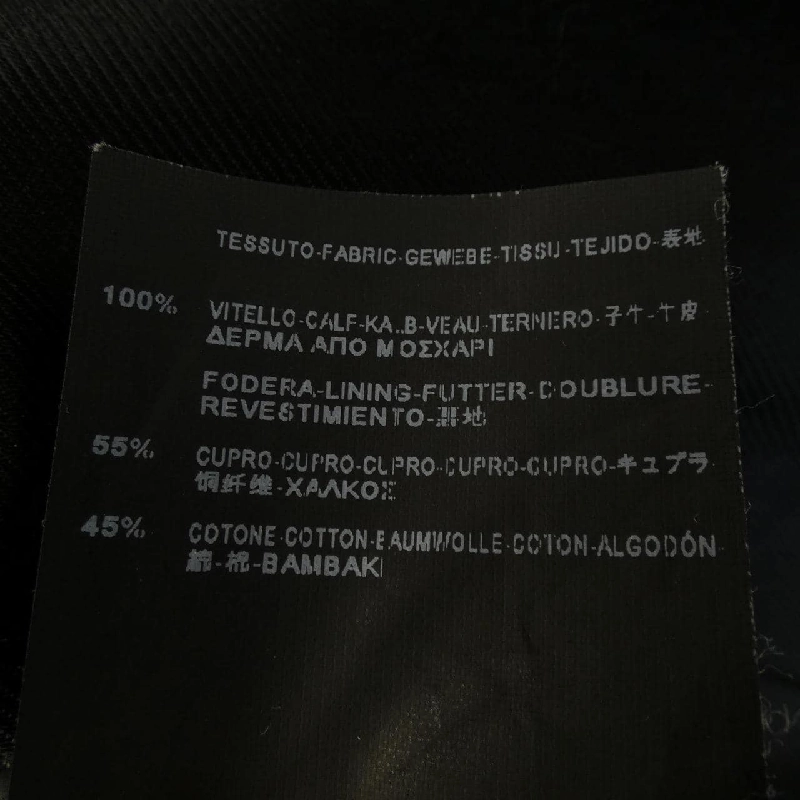 TESSUTO-FABRIC-GEWEBE-TISSU-TEJIDO-表地
100% VITELLO-CALF-KALB-VEAU-TERNERO-子牛-牛皮
ΔΕΡΜΑ ΑΠΟ ΜΟΣΧΑΡΙ
FODERA-LINING-FUTTER-DOUBLURE-
REVESTIMIENTO-裏地
55% CUPRO-CUPRO-CUPRO-CUPRO-CUPRO-キュプラ
铜纤维-ΧΑΛΚΟΣ
45% COTONE-COTTON-BAUMWOLLE-COTON-ALGODÓN-
綿-棉-ΒΑΜΒΑΚΙ